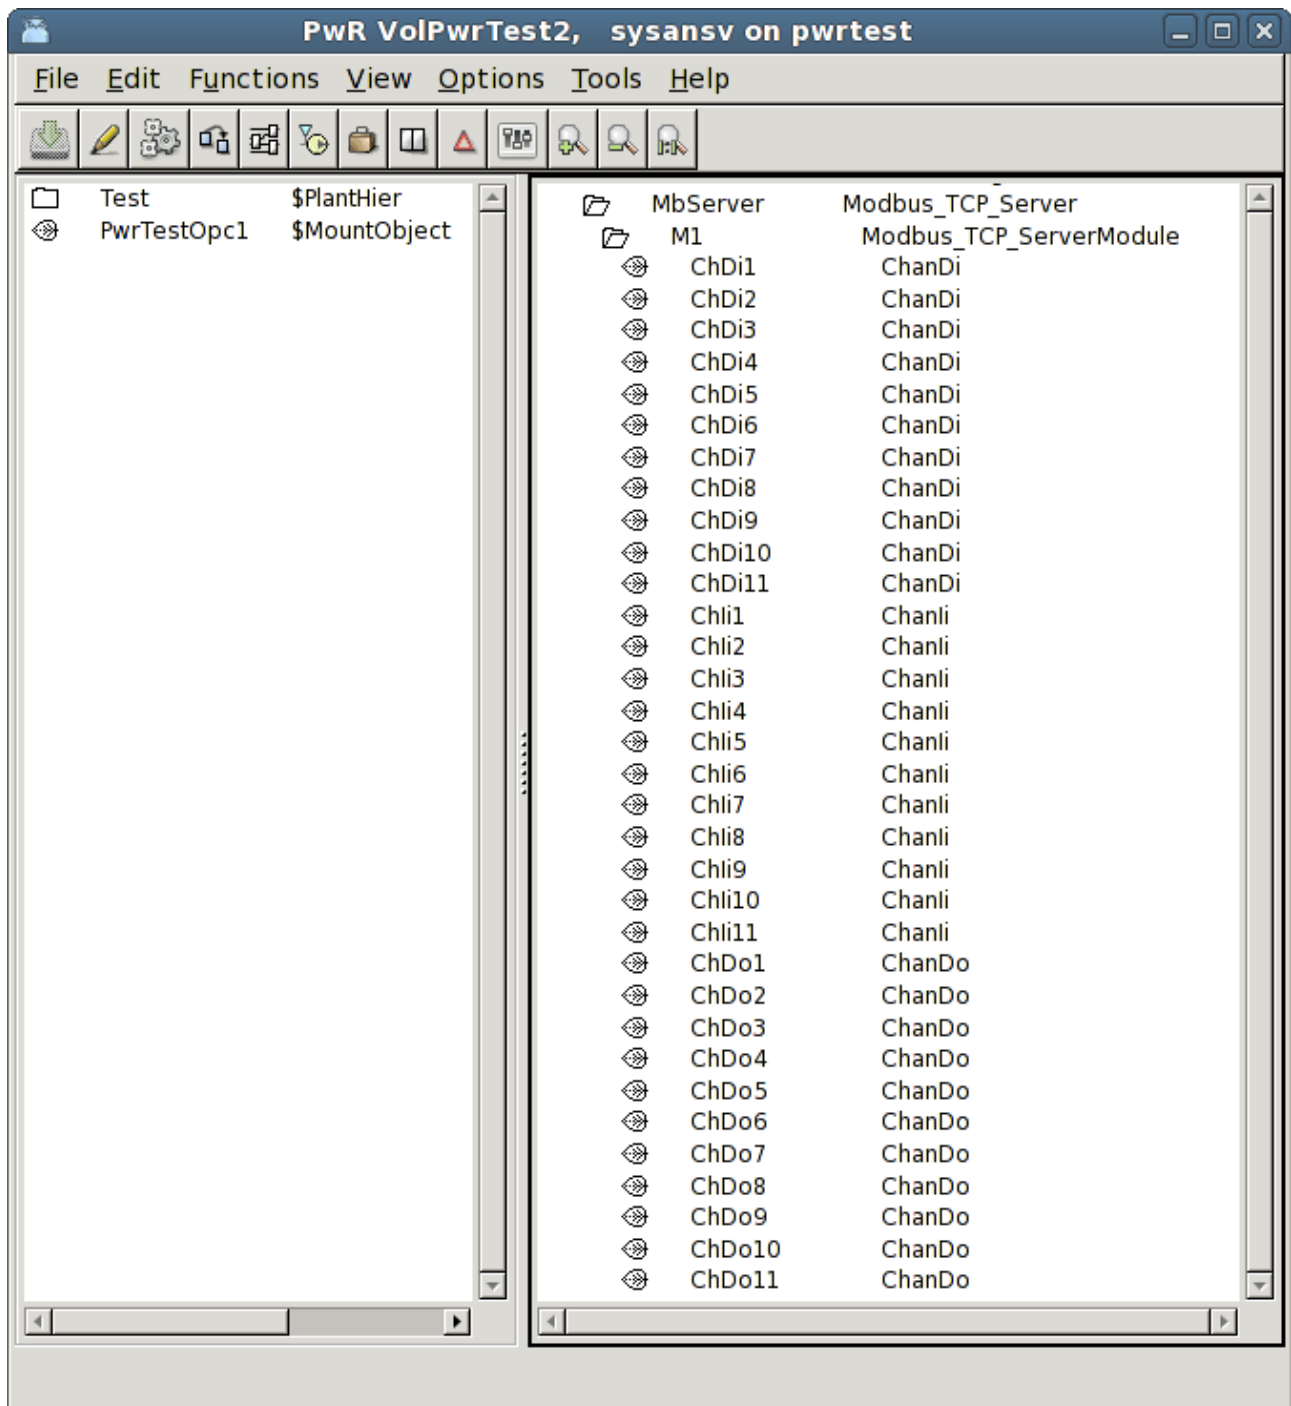 PwR VolPwrTest2, sysansv on pwrtest
File Edit Functions View Options Tools Help
Test $PlantHier
PwrTestOpc1 $MountObject
MbServer Modbus_TCP_Server
M1 Modbus_TCP_ServerModule
ChDi1 ChanDi
ChDi2 ChanDi
ChDi3 ChanDi
ChDi4 ChanDi
ChDi5 ChanDi
ChDi6 ChanDi
ChDi7 ChanDi
ChDi8 ChanDi
ChDi9 ChanDi
ChDi10 ChanDi
ChDi11 ChanDi
ChIi1 ChanIi
ChIi2 ChanIi
ChIi3 ChanIi
ChIi4 ChanIi
ChIi5 ChanIi
ChIi6 ChanIi
ChIi7 ChanIi
ChIi8 ChanIi
ChIi9 ChanIi
ChIi10 ChanIi
ChIi11 ChanIi
ChDo1 ChanDo
ChDo2 ChanDo
ChDo3 ChanDo
ChDo4 ChanDo
ChDo5 ChanDo
ChDo6 ChanDo
ChDo7 ChanDo
ChDo8 ChanDo
ChDo9 ChanDo
ChDo10 ChanDo
ChDo11 ChanDo